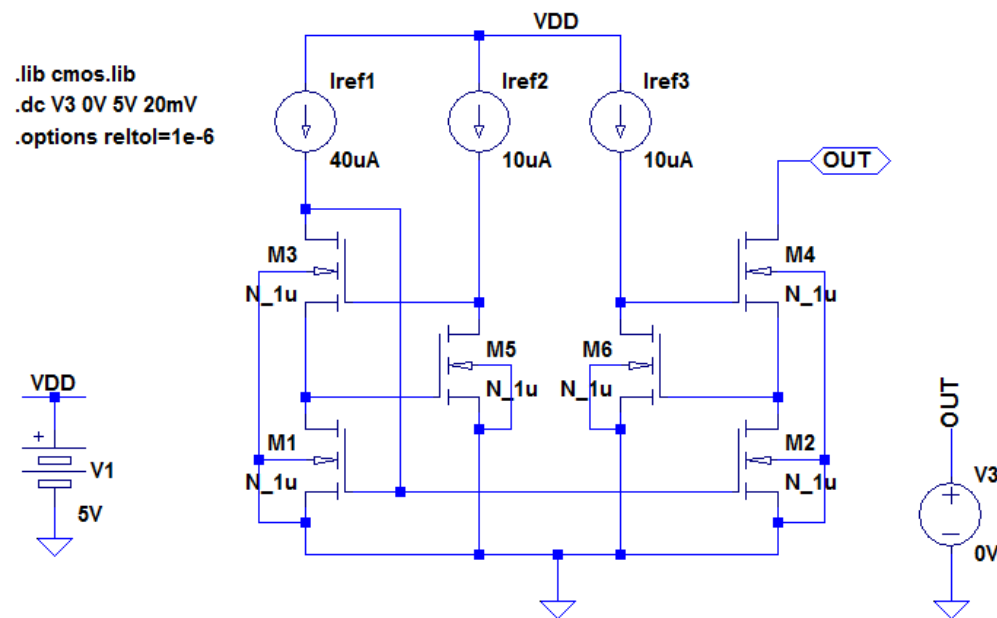 VDD
.lib cmos.lib
.dc V3 0V 5V 20mV
.options reltol=1e-6
Iref1
Iref2
Iref3
40uA
10uA
10uA
OUT
M3
N_1u
M4
N_1u
M5
N_1u
M6
N_1u
VDD
+
V1
5V
M1
N_1u
M2
N_1u
OUT
V3
0V